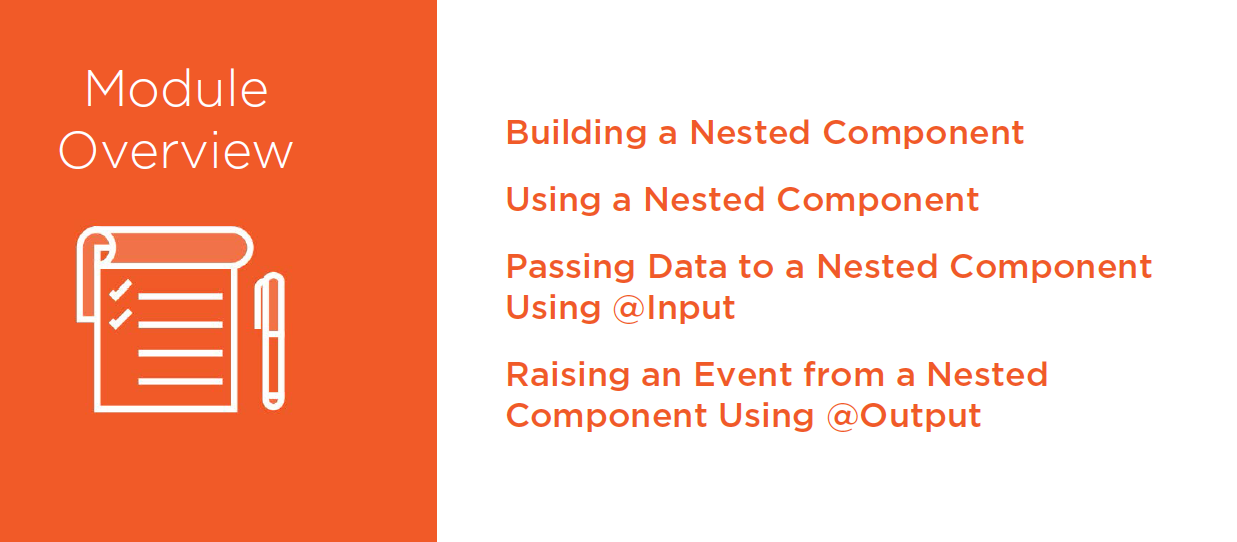 Module
Overview
Building a Nested Component
Using a Nested Component
Passing Data to a Nested Component
Using @Input
Raising an Event from a Nested
Component Using @Output